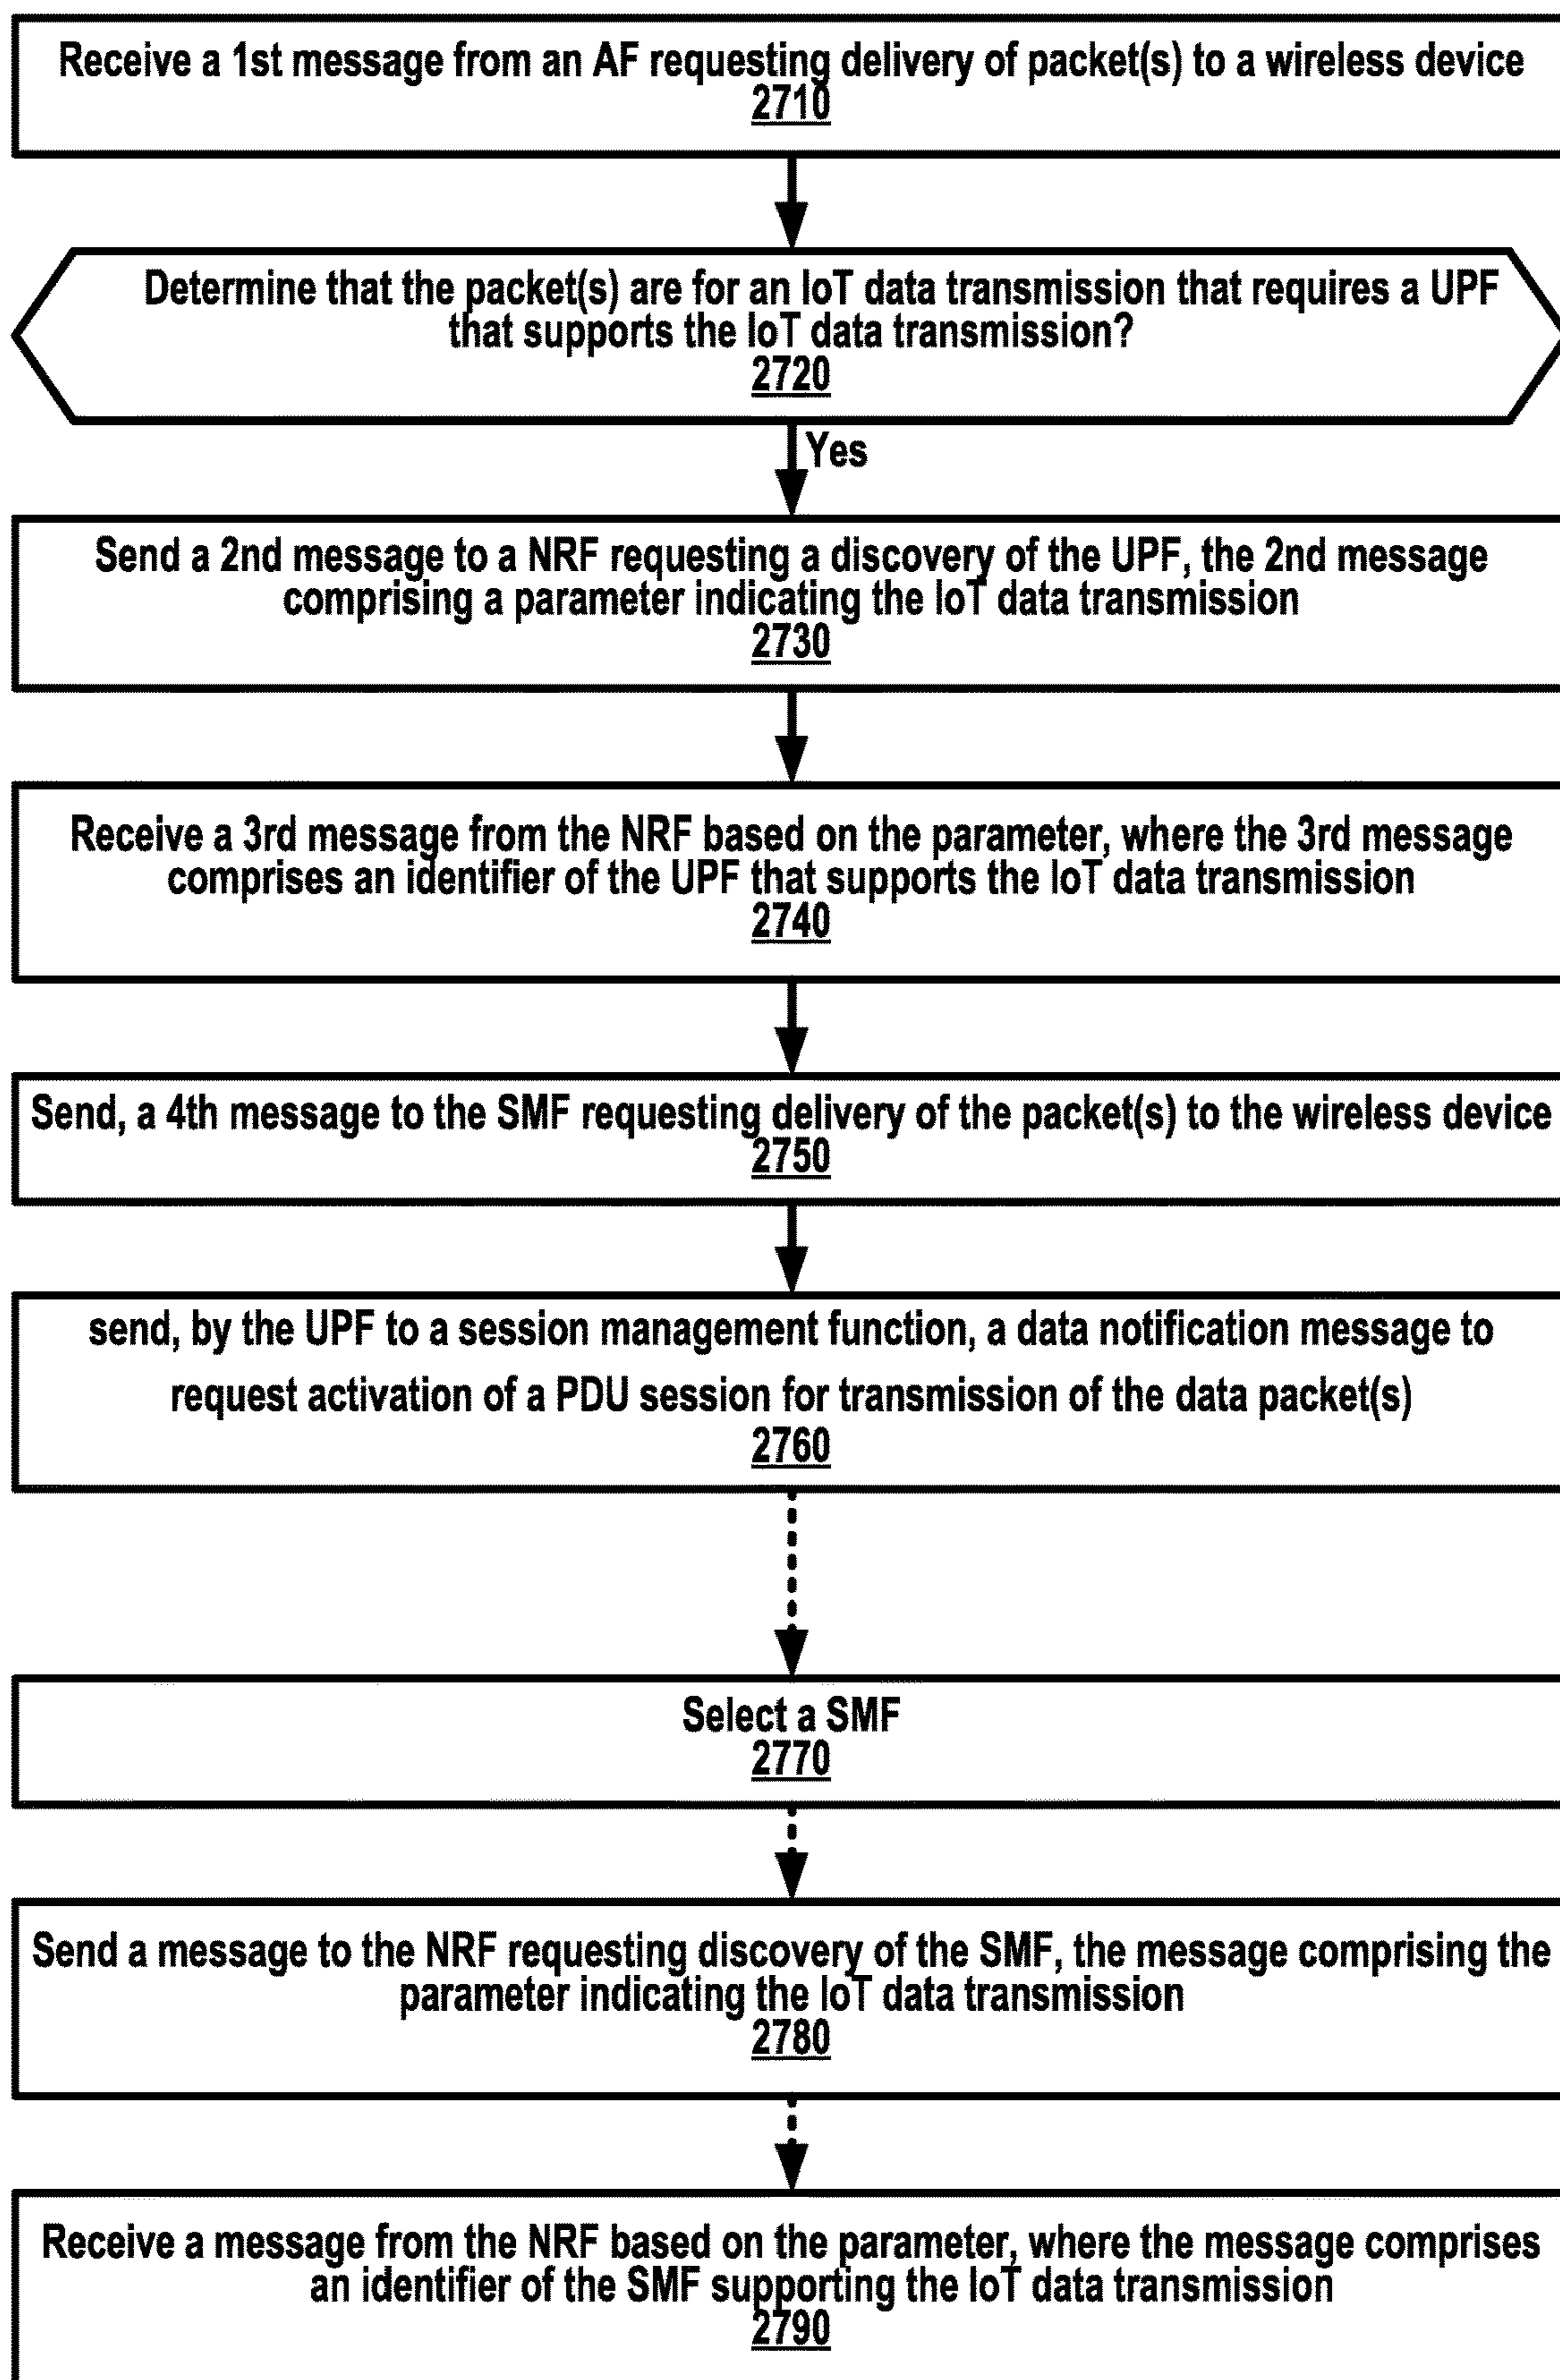 Receive a 1st message from an AF requesting delivery of packet(s) to a wireless device
2710
Determine that the packet(s) are for an IoT data transmission that requires a UPF
that supports the IoT data transmission?
2720
Yes
Send a 2nd message to a NRF requesting a discovery of the UPF, the 2nd message
comprising a parameter indicating the IoT data transmission
2730
Receive a 3rd message from the NRF based on the parameter, where the 3rd message
comprises an identifier of the UPF that supports the IoT data transmission
2740
Send, a 4th message to the SMF requesting delivery of the packet(s) to the wireless device
2750
send, by the UPF to a session management function, a data notification message to
request activation of a PDU session for transmission of the data packet(s)
2760
Select a SMF
2770
Send a message to the NRF requesting discovery of the SMF, the message comprising the
parameter indicating the IoT data transmission
2780
Receive a message from the NRF based on the parameter, where the message comprises
an identifier of the SMF supporting the IoT data transmission
2790